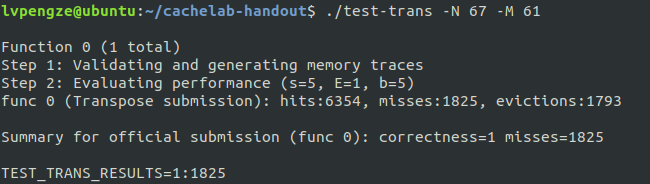 lvpengze@ubuntu:~/cachelab-handout$ ./test-trans -N 67 -M 61
Function 0 (1 total)
Step 1: Validating and generating memory traces
Step 2: Evaluating performance (s=5, E=1, b=5)
func 0 (Transpose submission): hits:6354, misses:1825, evictions:1793
Summary for official submission (func 0): correctness=1 misses=1825
TEST_TRANS_RESULTS=1:1825